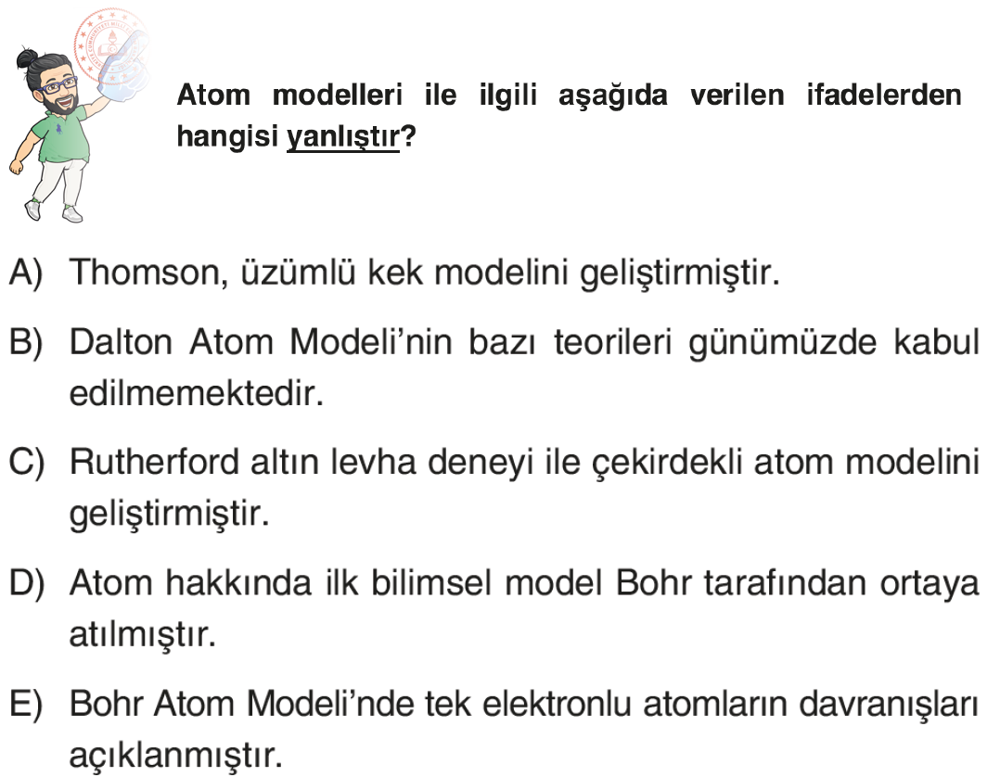 Atom modelleri ile ilgili aşağıda verilen ifadelerden
hangisi yanlıştır?
A) Thomson, üzümlü kek modelini geliştirmiştir.
B) Dalton Atom Modeli’nin bazı teorileri günümüzde kabul
edilmemektedir.
C) Rutherford altın levha deneyi ile çekirdekli atom modelini
geliştirmiştir.
D) Atom hakkında ilk bilimsel model Bohr tarafından ortaya
atılmıştır.
E) Bohr Atom Modeli’nde tek elektronlu atomların davranışları
açıklanmıştır.